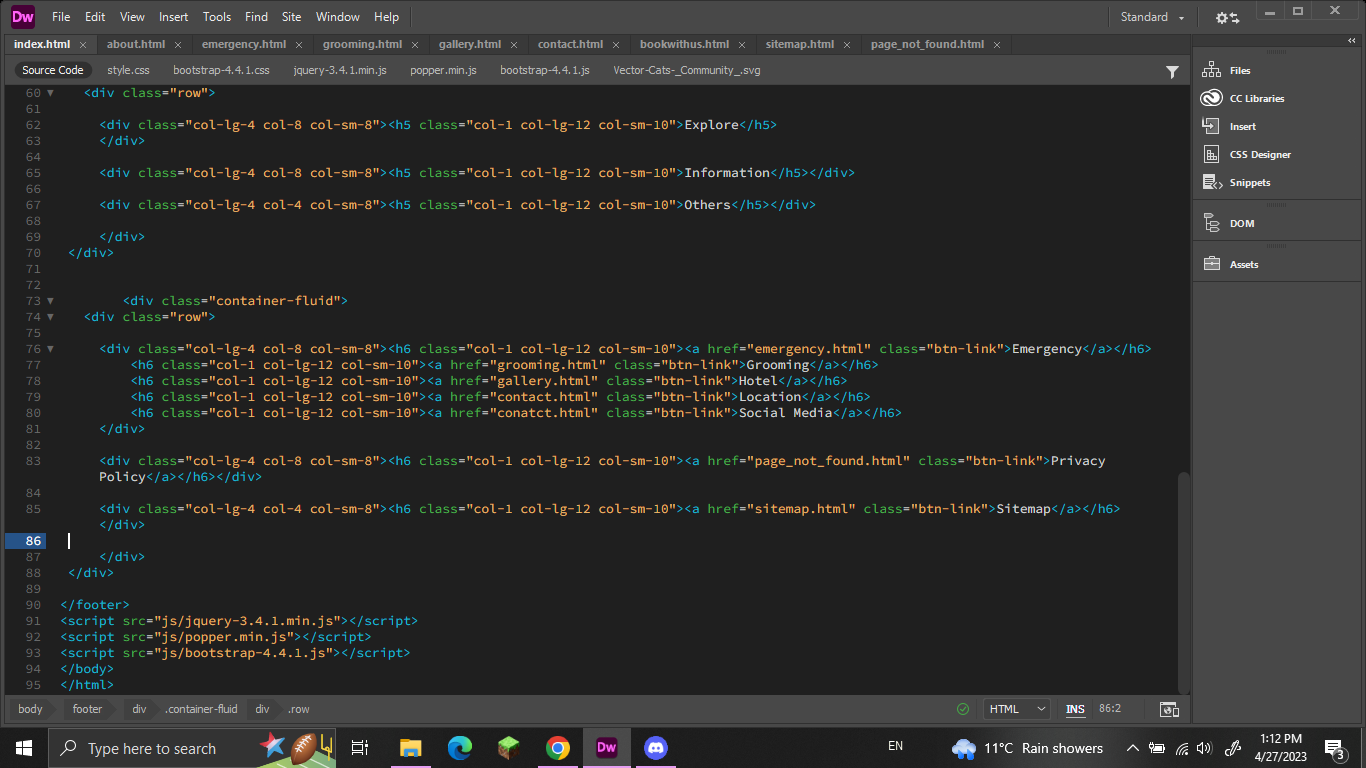 Dw File Edit View Insert Tools Find Site Window Help Standard
index.html about.html emergency.html grooming.html gallery.html contact.html bookwithus.html sitemap.html page_not_found.html
Source Code style.css bootstrap-4.4.1.css jquery-3.4.1.min.js popper.min.js bootstrap-4.4.1.js Vector-Cats-_Community_.svg
60 <div class="row">
61
62 <div class="col-lg-4 col-8 col-sm-8"><h5 class="col-1 col-lg-12 col-sm-10">Explore</h5>
63 </div>
64
65 <div class="col-lg-4 col-8 col-sm-8"><h5 class="col-1 col-lg-12 col-sm-10">Information</h5></div>
66
67 <div class="col-lg-4 col-4 col-sm-8"><h5 class="col-1 col-lg-12 col-sm-10">Others</h5></div>
68
69 </div>
70 </div>
71
72
73 <div class="container-fluid">
74 <div class="row">
75
76 <div class="col-lg-4 col-8 col-sm-8"><h6 class="col-1 col-lg-12 col-sm-10"><a href="emergency.html" class="btn-link">Emergency</a></h6>
77 <h6 class="col-1 col-lg-12 col-sm-10"><a href="grooming.html" class="btn-link">Grooming</a></h6>
78 <h6 class="col-1 col-lg-12 col-sm-10"><a href="gallery.html" class="btn-link">Hotel</a></h6>
79 <h6 class="col-1 col-lg-12 col-sm-10"><a href="contact.html" class="btn-link">Location</a></h6>
80 <h6 class="col-1 col-lg-12 col-sm-10"><a href="conatct.html" class="btn-link">Social Media</a></h6>
81 </div>
82
83 <div class="col-lg-4 col-8 col-sm-8"><h6 class="col-1 col-lg-12 col-sm-10"><a href="page_not_found.html" class="btn-link">Privacy
Policy</a></h6></div>
84
85 <div class="col-lg-4 col-4 col-sm-8"><h6 class="col-1 col-lg-12 col-sm-10"><a href="sitemap.html" class="btn-link">Sitemap</a></h6>
</div>
86
87 </div>
88 </div>
89
90 </footer>
91 <script src="js/jquery-3.4.1.min.js"></script>
92 <script src="js/popper.min.js"></script>
93 <script src="js/bootstrap-4.4.1.js"></script>
94 </body>
95 </html>
Files
CC Libraries
Insert
CSS Designer
Snippets
DOM
Assets
body footer div .container-fluid div .row HTML INS 86:2
Type here to search Dw EN 11°C Rain showers 1:12 PM
4/27/2023 3